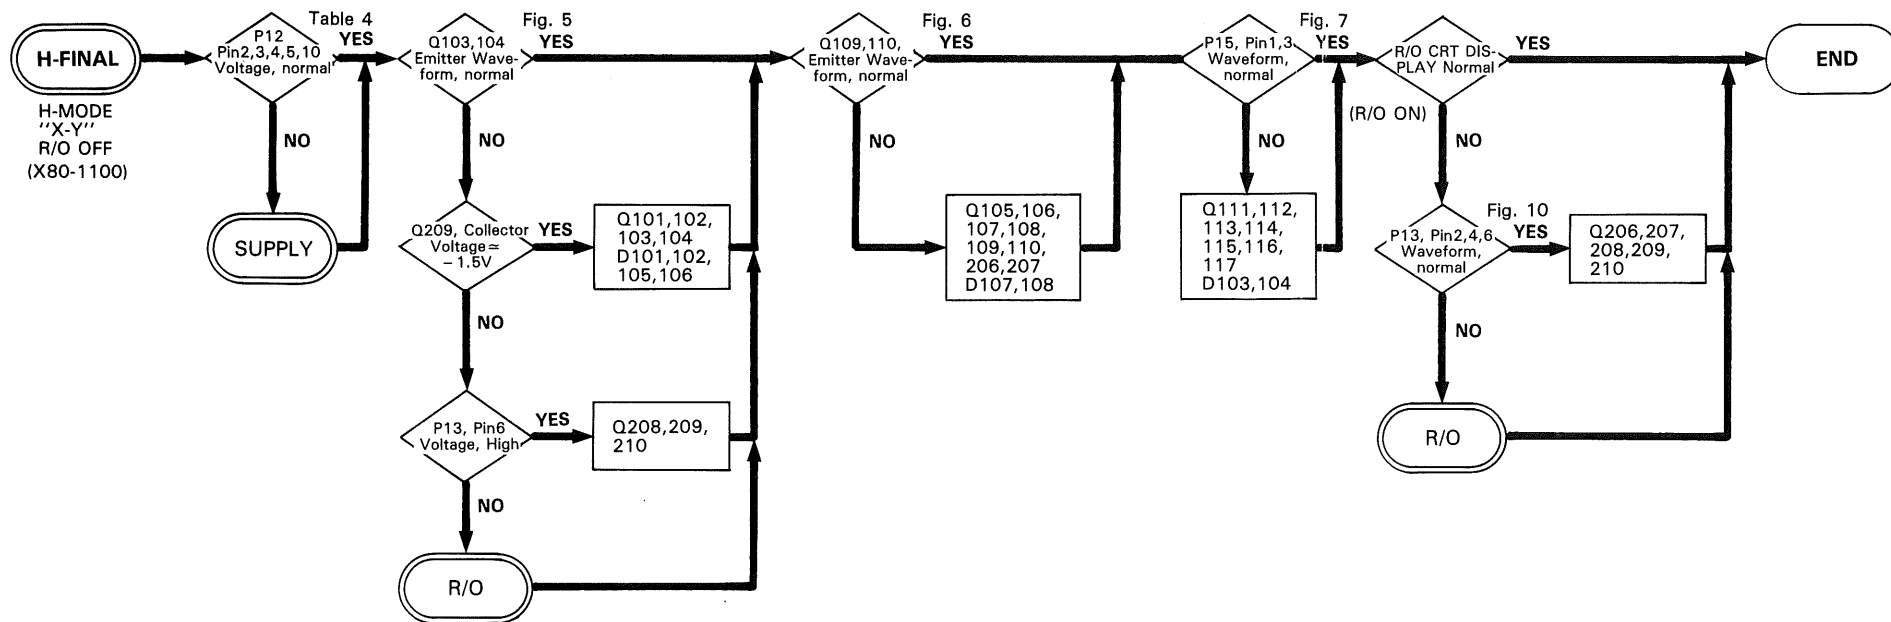 H-FINAL
H-MODE
"X-Y"
R/O OFF
(X80-1100)
P12
Pin2,3,4,5,10
Voltage, normal
Table 4
YES
NO
SUPPLY
Q103,104
Emitter Wave-
form, normal
Fig. 5
YES
NO
Q209, Collector
Voltage ≃
– 1.5V
YES
Q101,102,
103,104
D101,102,
105,106
NO
P13, Pin6
Voltage, High
YES
Q208,209,
210
NO
R/O
Q109,110,
Emitter Wave-
form, normal
Fig. 6
YES
NO
Q105,106,
107,108,
109,110,
206,207
D107,108
P15, Pin1,3
Waveform,
normal
Fig. 7
YES
NO
Q111,112,
113,114,
115,116,
117
D103,104
R/O CRT DIS-
PLAY Normal
(R/O ON)
YES
NO
P13, Pin2,4,6
Waveform,
normal
Fig. 10
YES
Q206,207,
208,209,
210
NO
R/O
END